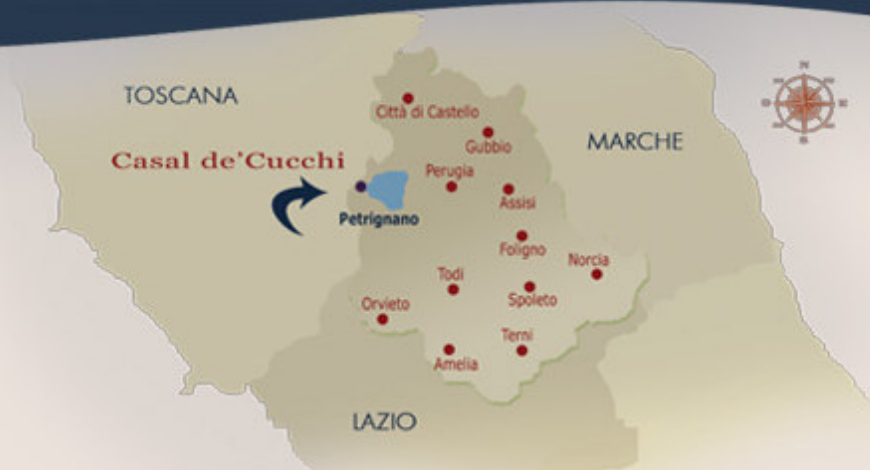 TOSCANA
Città di Castello
Gubbio
MARCHE
N
O
E
S
Casal de'Cucchi
Perugia
Assisi
Petrignano
Foligno
Norcia
Todi
Spoleto
Orvieto
Terni
Amelia
LAZIO